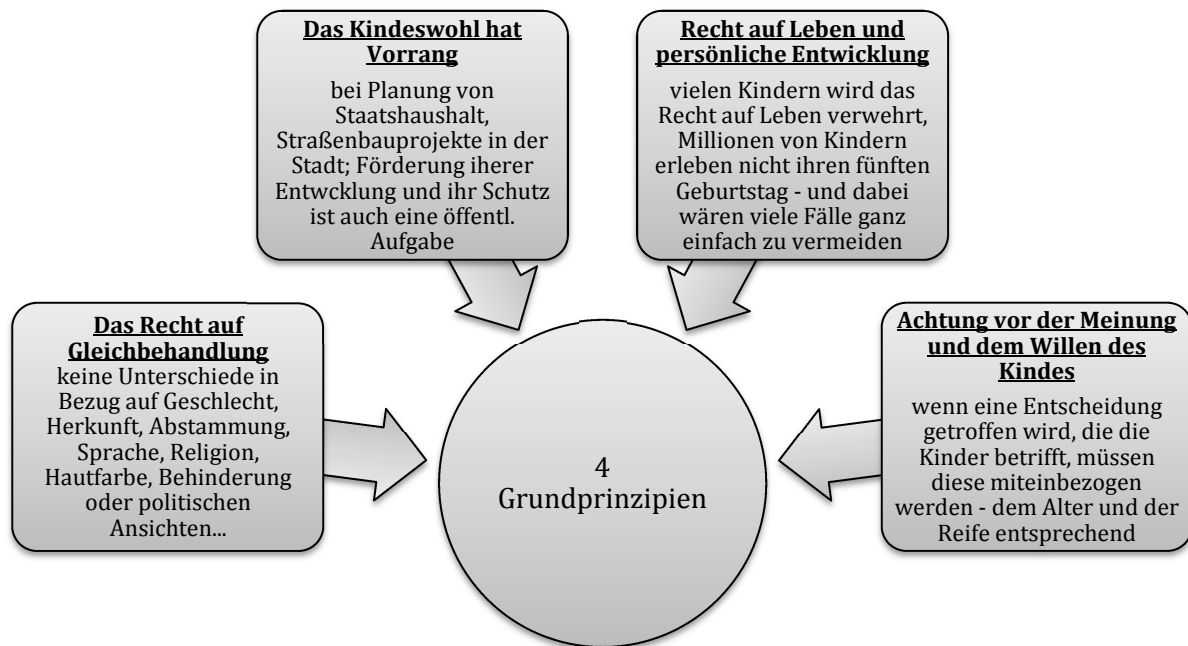 Das Kindeswohl hat
Vorrang
bei Planung von
Staatshaushalt,
Straßenbauprojekte in der
Stadt; Förderung iherer
Entwcklung und ihr Schutz
ist auch eine öffentl.
Aufgabe
Recht auf Leben und
persönliche Entwicklung
vielen Kindern wird das
Recht auf Leben verwehrt,
Millionen von Kindern
erleben nicht ihren fünften
Geburtstag - und dabei
wären viele Fälle ganz
einfach zu vermeiden
Das Recht auf
Gleichbehandlung
keine Unterschiede in
Bezug auf Geschlecht,
Herkunft, Abstammung,
Sprache, Religion,
Hautfarbe, Behinderung
oder politischen
Ansichten...
Achtung vor der Meinung
und dem Willen des
Kindes
wenn eine Entscheidung
getroffen wird, die die
Kinder betrifft, müssen
diese miteinbezogen
werden - dem Alter und der
Reife entsprechend
4
Grundprinzipien